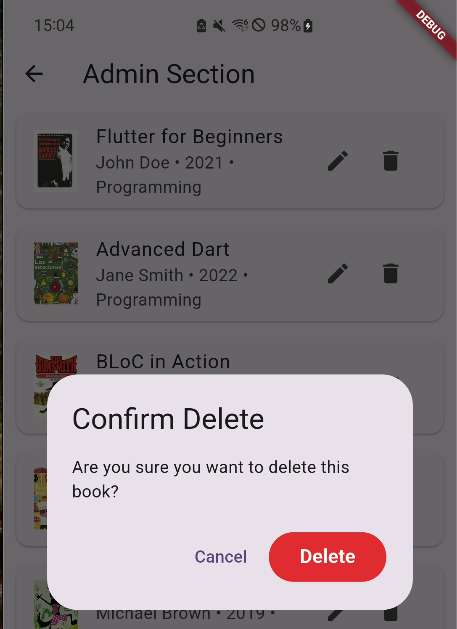 15:04
98%
DEBUG
Admin Section
Flutter for Beginners
John Doe • 2021 •
Programming
Advanced Dart
Jane Smith • 2022 •
Programming
BLoC in Action
Confirm Delete
Are you sure you want to delete this
book?
Cancel
Delete
Michael Brown • 2019 •